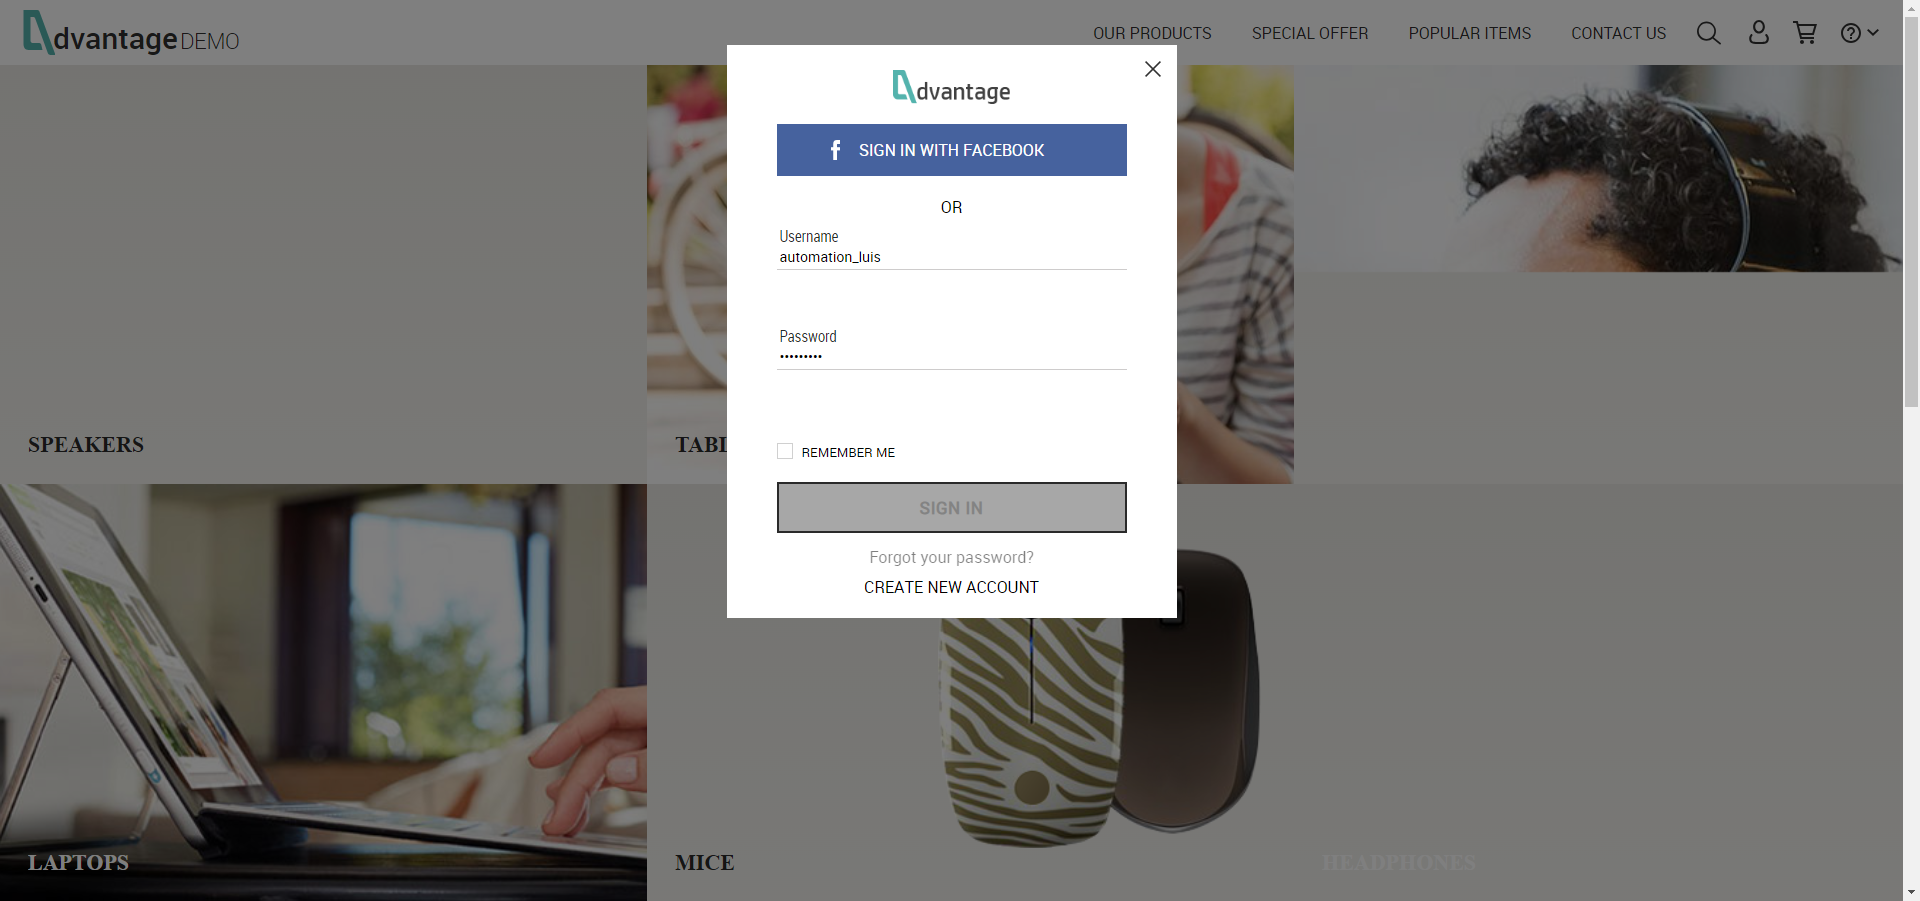 dvantage DEMO
OUR PRODUCTS
SPECIAL OFFER
POPULAR ITEMS
CONTACT US
dvantage
SIGN IN WITH FACEBOOK
OR
Username
automation_luis
Password
•••••••••
REMEMBER ME
SIGN IN
Forgot your password?
CREATE NEW ACCOUNT
SPEAKERS
TABL
LAPTOPS
MICE
HEADPHONES